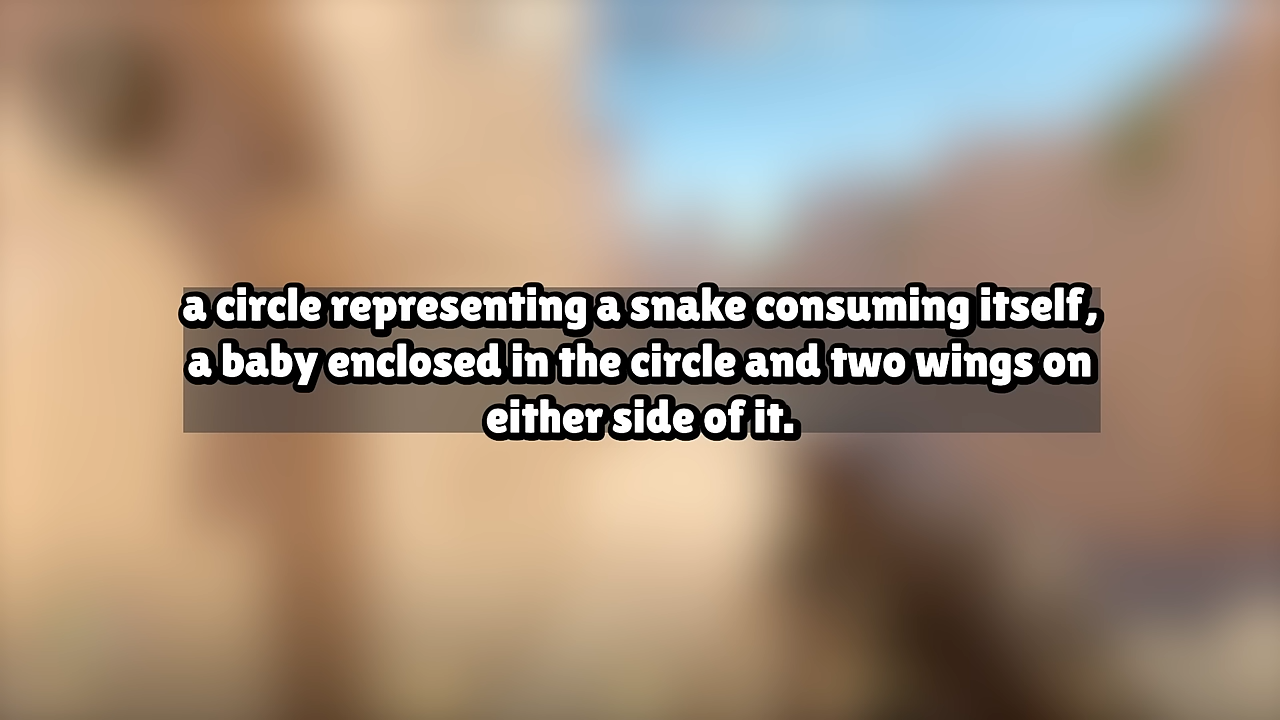 a circle representing a snake consuming itself,
a baby enclosed in the circle and two wings on
either side of it.